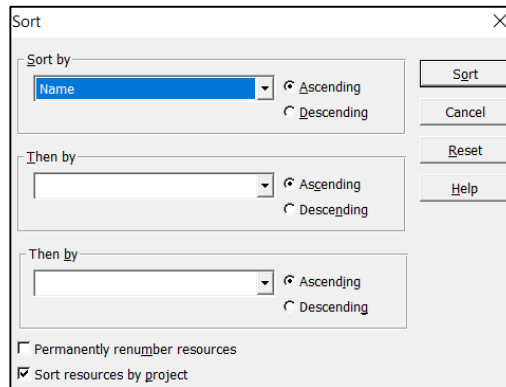 Sort
Sort by
Name
Ascending
Descending
Sort
Cancel
Reset
Help
Then by
Ascending
Descending
Then by
Ascending
Descending
Permanently renumber resources
Sort resources by project